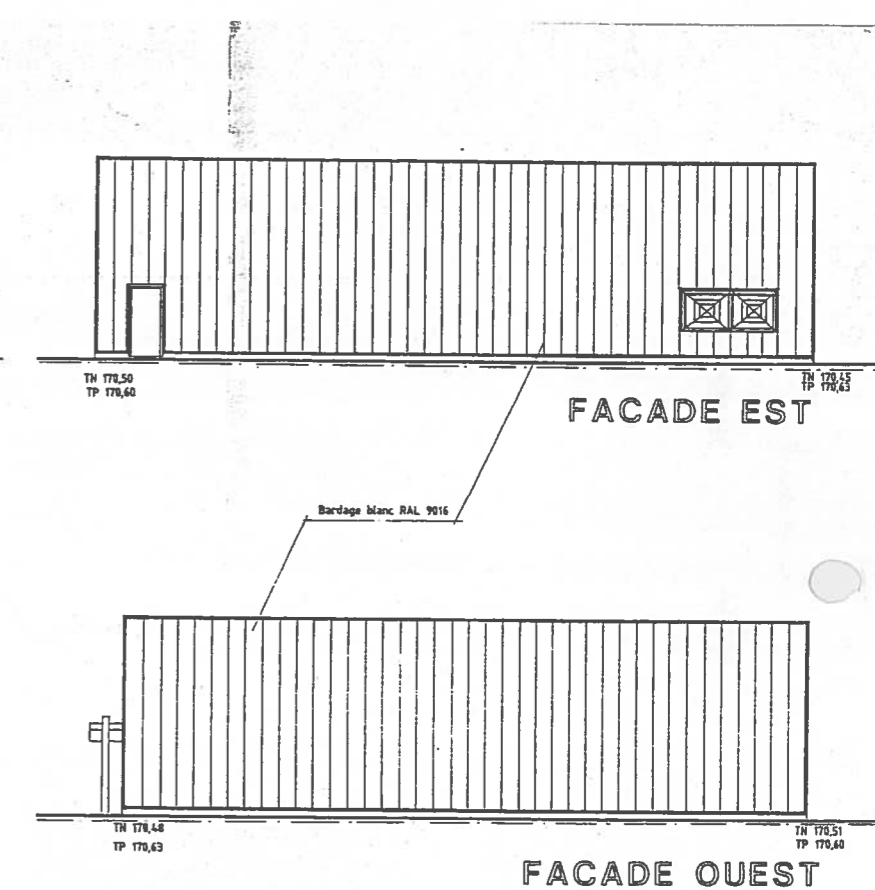 TN 170,50
TP 170,60
TN 170,45
TP 170,63
FACADE EST
Bardage blanc RAL 9016
TN 170,48
TP 170,63
TN 170,51
TP 170,60
FACADE OUEST